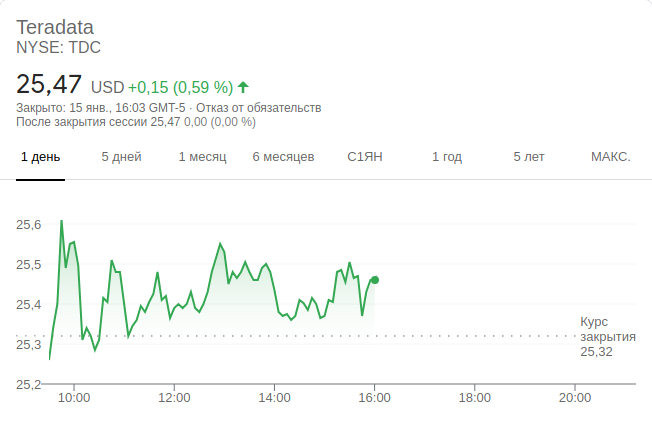 Teradata
NYSE: TDC
25,47 USD +0,15 (0,59 %)
Закрыто: 15 янв., 16:03 GMT-5 · Отказ от обязательств
После закрытия сессии 25,47 0,00 (0,00 %)
1 день 5 дней 1 месяц 6 месяцев С1ЯН 1 год 5 лет МАКС.
25,6
25,5
25,4
25,3
25,2
Курс
закрытия
25,32
10:00 12:00 14:00 16:00 18:00 20:00